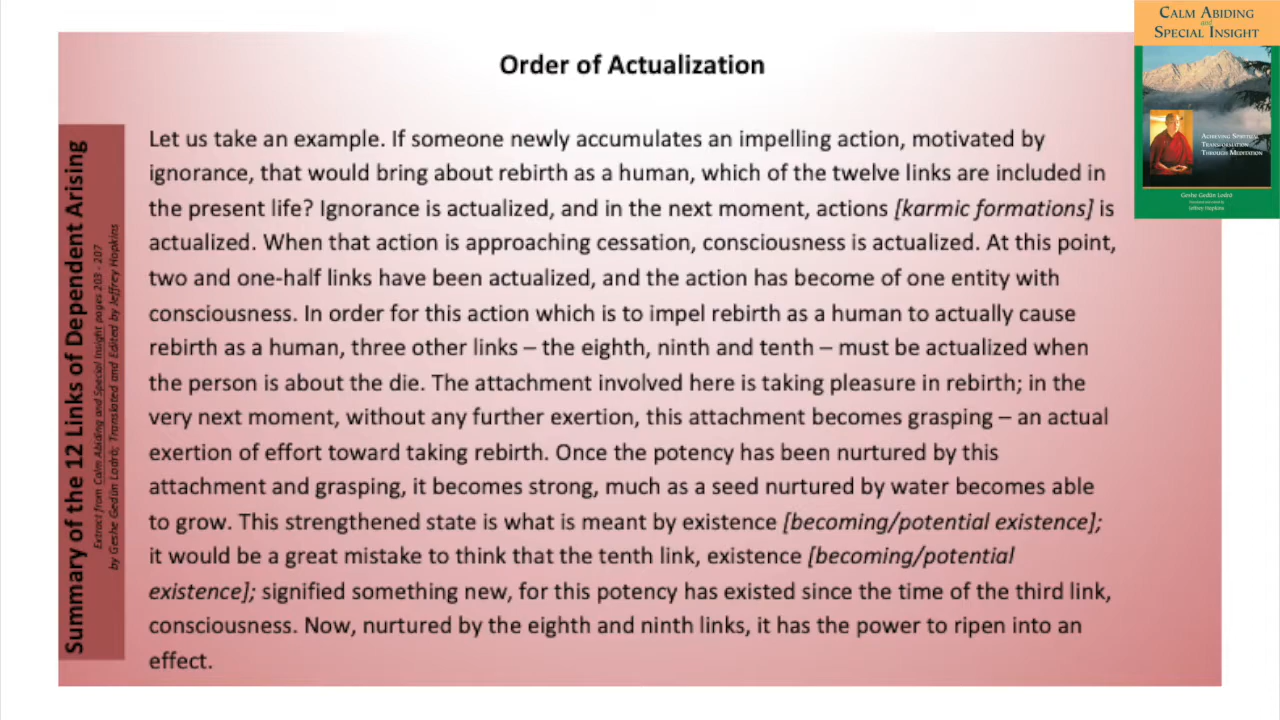 Order of Actualization
Let us take an example. If someone newly accumulates an impelling action, motivated by
ignorance, that would bring about rebirth as a human, which of the twelve links are included in
the present life? Ignorance is actualized, and in the next moment, actions [karmic formations] is
actualized. When that action is approaching cessation, consciousness is actualized. At this point,
two and one-half links have been actualized, and the action has become of one entity with
consciousness. In order for this action which is to impel rebirth as a human to actually cause
rebirth as a human, three other links – the eighth, ninth and tenth – must be actualized when
the person is about the die. The attachment involved here is taking pleasure in rebirth; in the
very next moment, without any further exertion, this attachment becomes grasping – an actual
exertion of effort toward taking rebirth. Once the potency has been nurtured by this
attachment and grasping, it becomes strong, much as a seed nurtured by water becomes able
to grow. This strengthened state is what is meant by existence [becoming/potential existence];
it would be a great mistake to think that the tenth link, existence [becoming/potential
existence]; signified something new, for this potency has existed since the time of the third link,
consciousness. Now, nurtured by the eighth and ninth links, it has the power to ripen into an
effect.
Summary of the 12 Links of Dependent Arising
Extract from Calm Abiding and Special Insight pages 203 - 207
by Geshe Gedün Lodrö; Translated and Edited by Jeffrey Hopkins
CALM ABIDING
and
SPECIAL INSIGHT
ACHIEVING SPIRITUAL
TRANSFORMATION
THROUGH MEDITATION
Geshe Gedün Lodrö
Jeffrey Hopkins